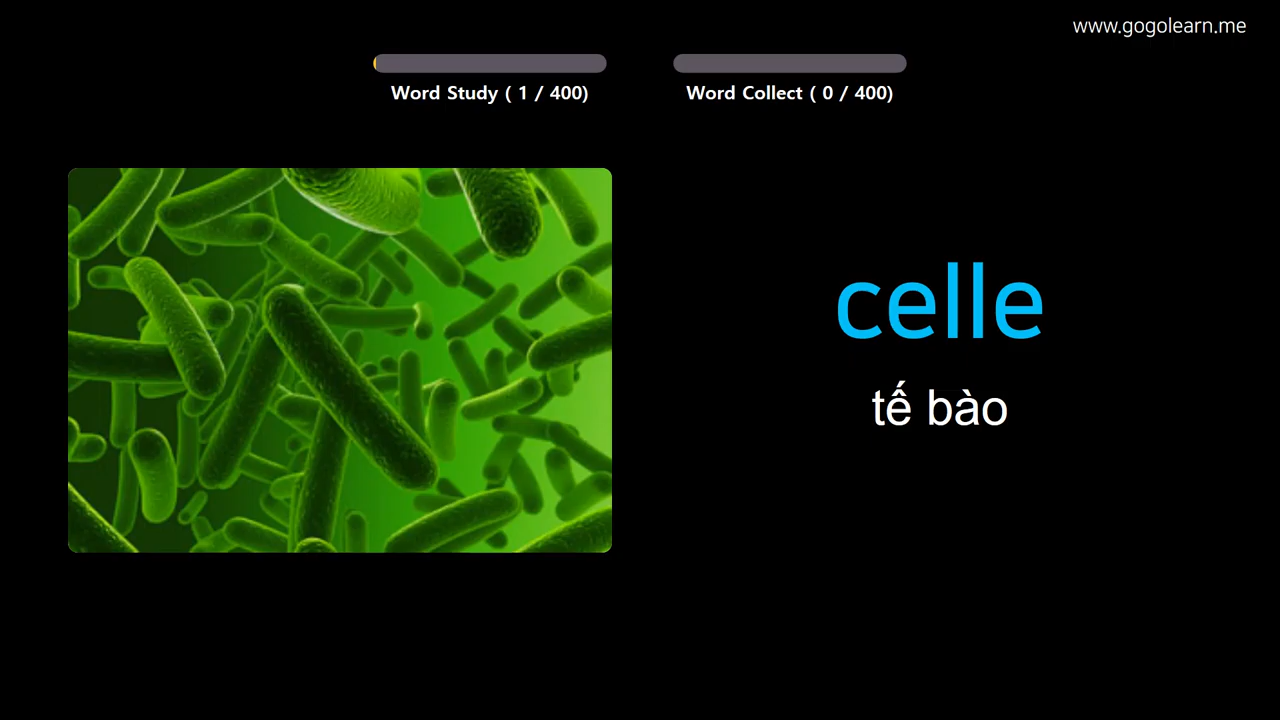 www.gogolearn.me
Word Study ( 1 / 400)
Word Collect ( 0 / 400)
celle
tế bào